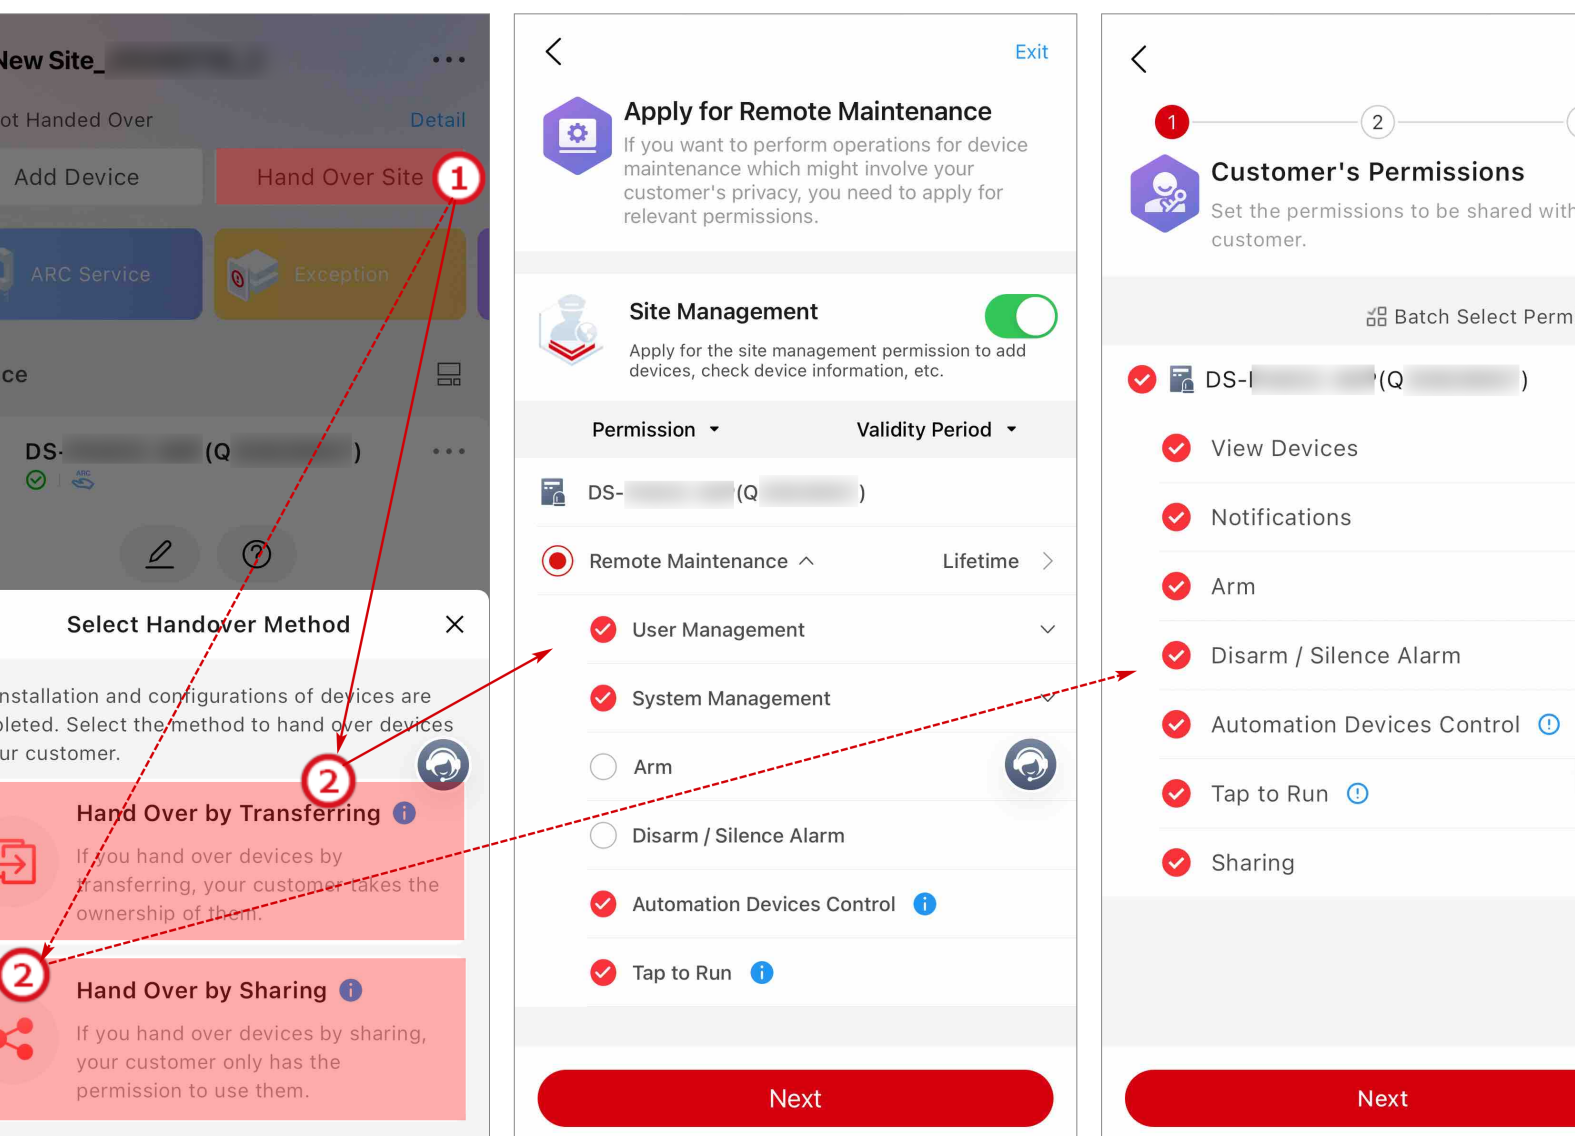 New Site_
ot Handed Over
Detail
Add Device
Hand Over Site
1
ARC Service
Exception
ce
DS-
(Q
)
ARC
Select Handover Method
nstallation and configurations of devices are
leted. Select the method to hand over devices
ur customer.
2
Hand Over by Transferring
If you hand over devices by
transferring, your customer takes the
ownership of them.
2
Hand Over by Sharing
If you hand over devices by sharing,
your customer only has the
permission to use them.
Exit
Apply for Remote Maintenance
If you want to perform operations for device
maintenance which might involve your
customer's privacy, you need to apply for
relevant permissions.
Site Management
Apply for the site management permission to add
devices, check device information, etc.
Permission
Validity Period
DS-
(Q
)
Remote Maintenance
Lifetime
User Management
System Management
Arm
Disarm / Silence Alarm
Automation Devices Control
Tap to Run
Next
1
2
Customer's Permissions
Set the permissions to be shared with
customer.
Batch Select Perm
DS-
(Q
)
View Devices
Notifications
Arm
Disarm / Silence Alarm
Automation Devices Control
Tap to Run
Sharing
Next